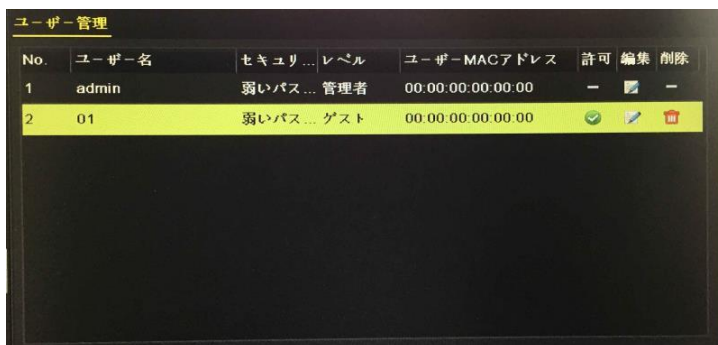 ユーザー管理
No. ユーザー名 セキュリ... レベル ユーザーMACアドレス 許可 編集 削除
1 admin 弱いパス... 管理者 00:00:00:00:00:00 –  –
2 01 弱いパス... ゲスト 00:00:00:00:00:00